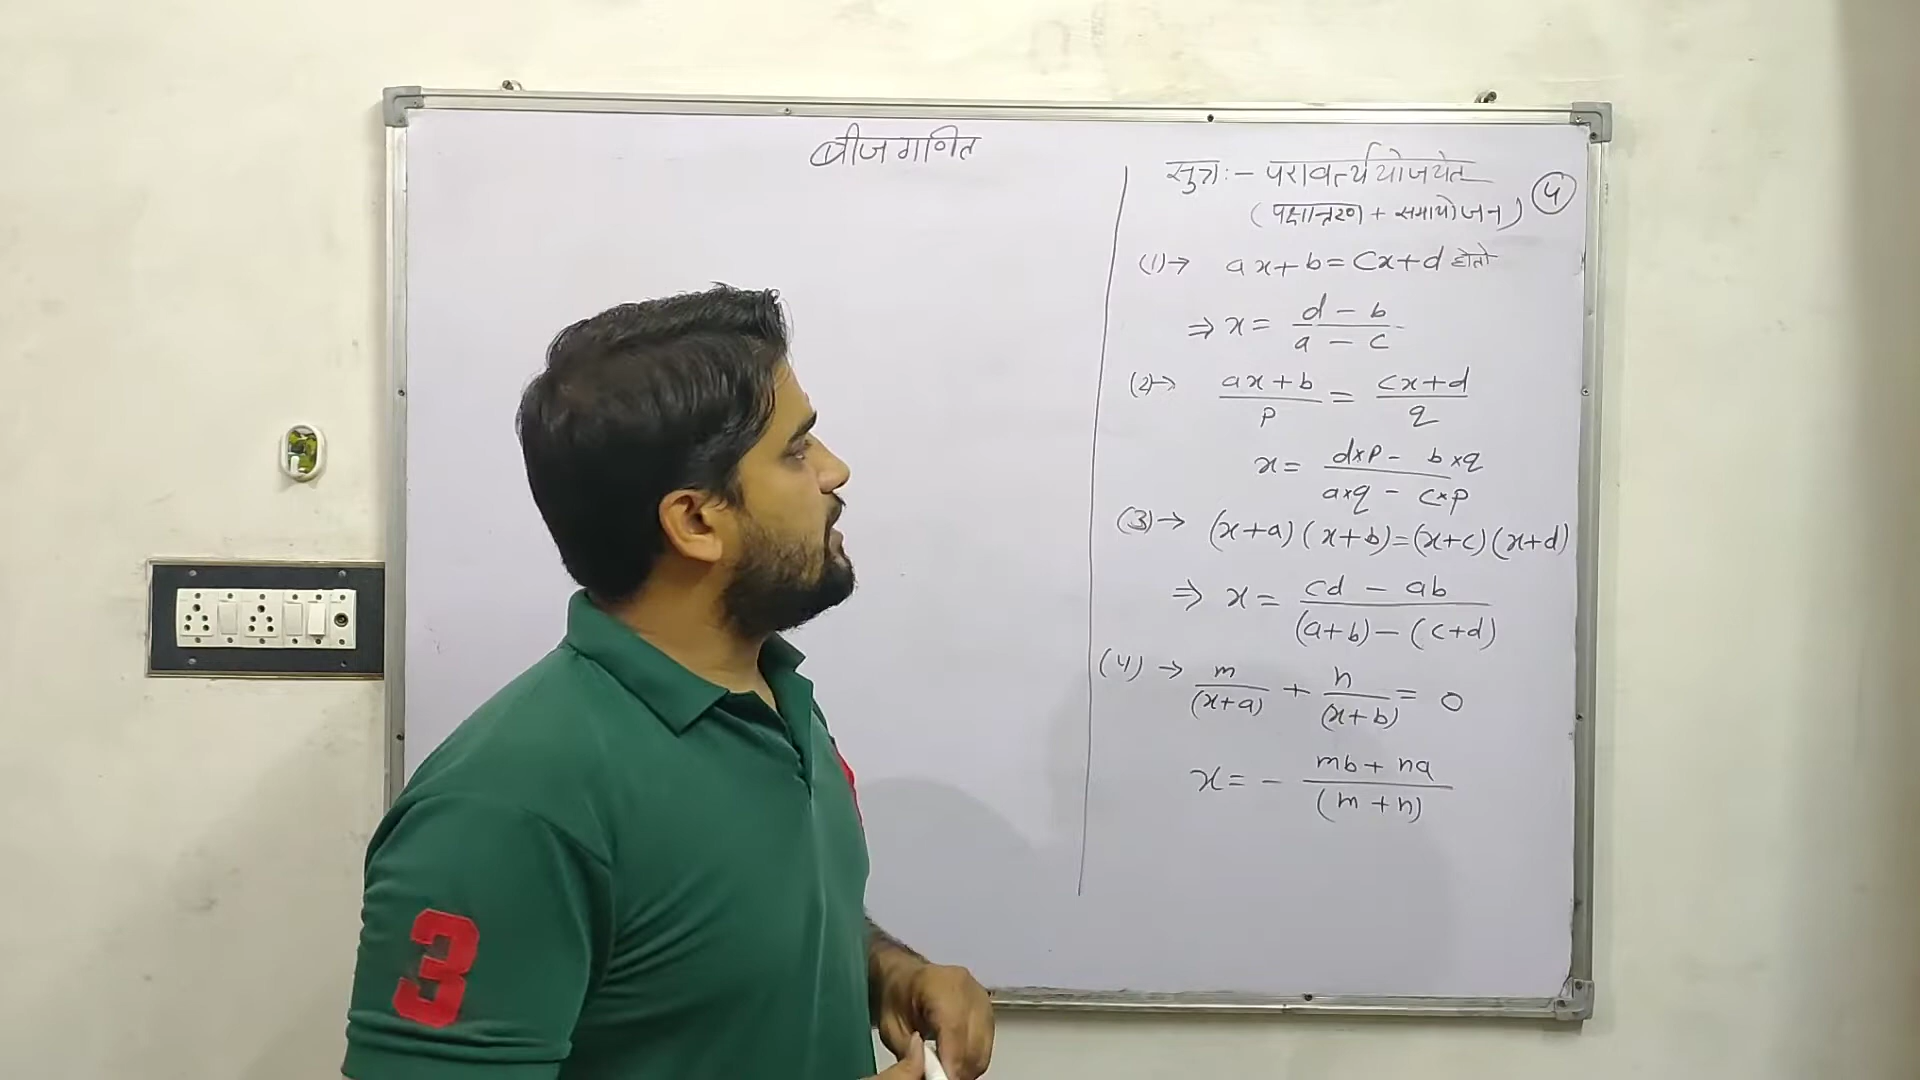 बीजगणित
सुत्र :- परावर्त्य योजयेत
(पक्षान्तरण + समायोजन)
4
(1)→ ax+b=cx+d होतो
⇒ x= d-b / a-c
(2)→ ax+b / p = cx+d / q
x= d×p - b×q / a×q - c×p
(3)→ (x+a)(x+b)=(x+c)(x+d)
⇒ x= cd - ab / (a+b)-(c+d)
(4)→ m / (x+a) + n / (x+b) = 0
x= - mb+na / (m+n)
3